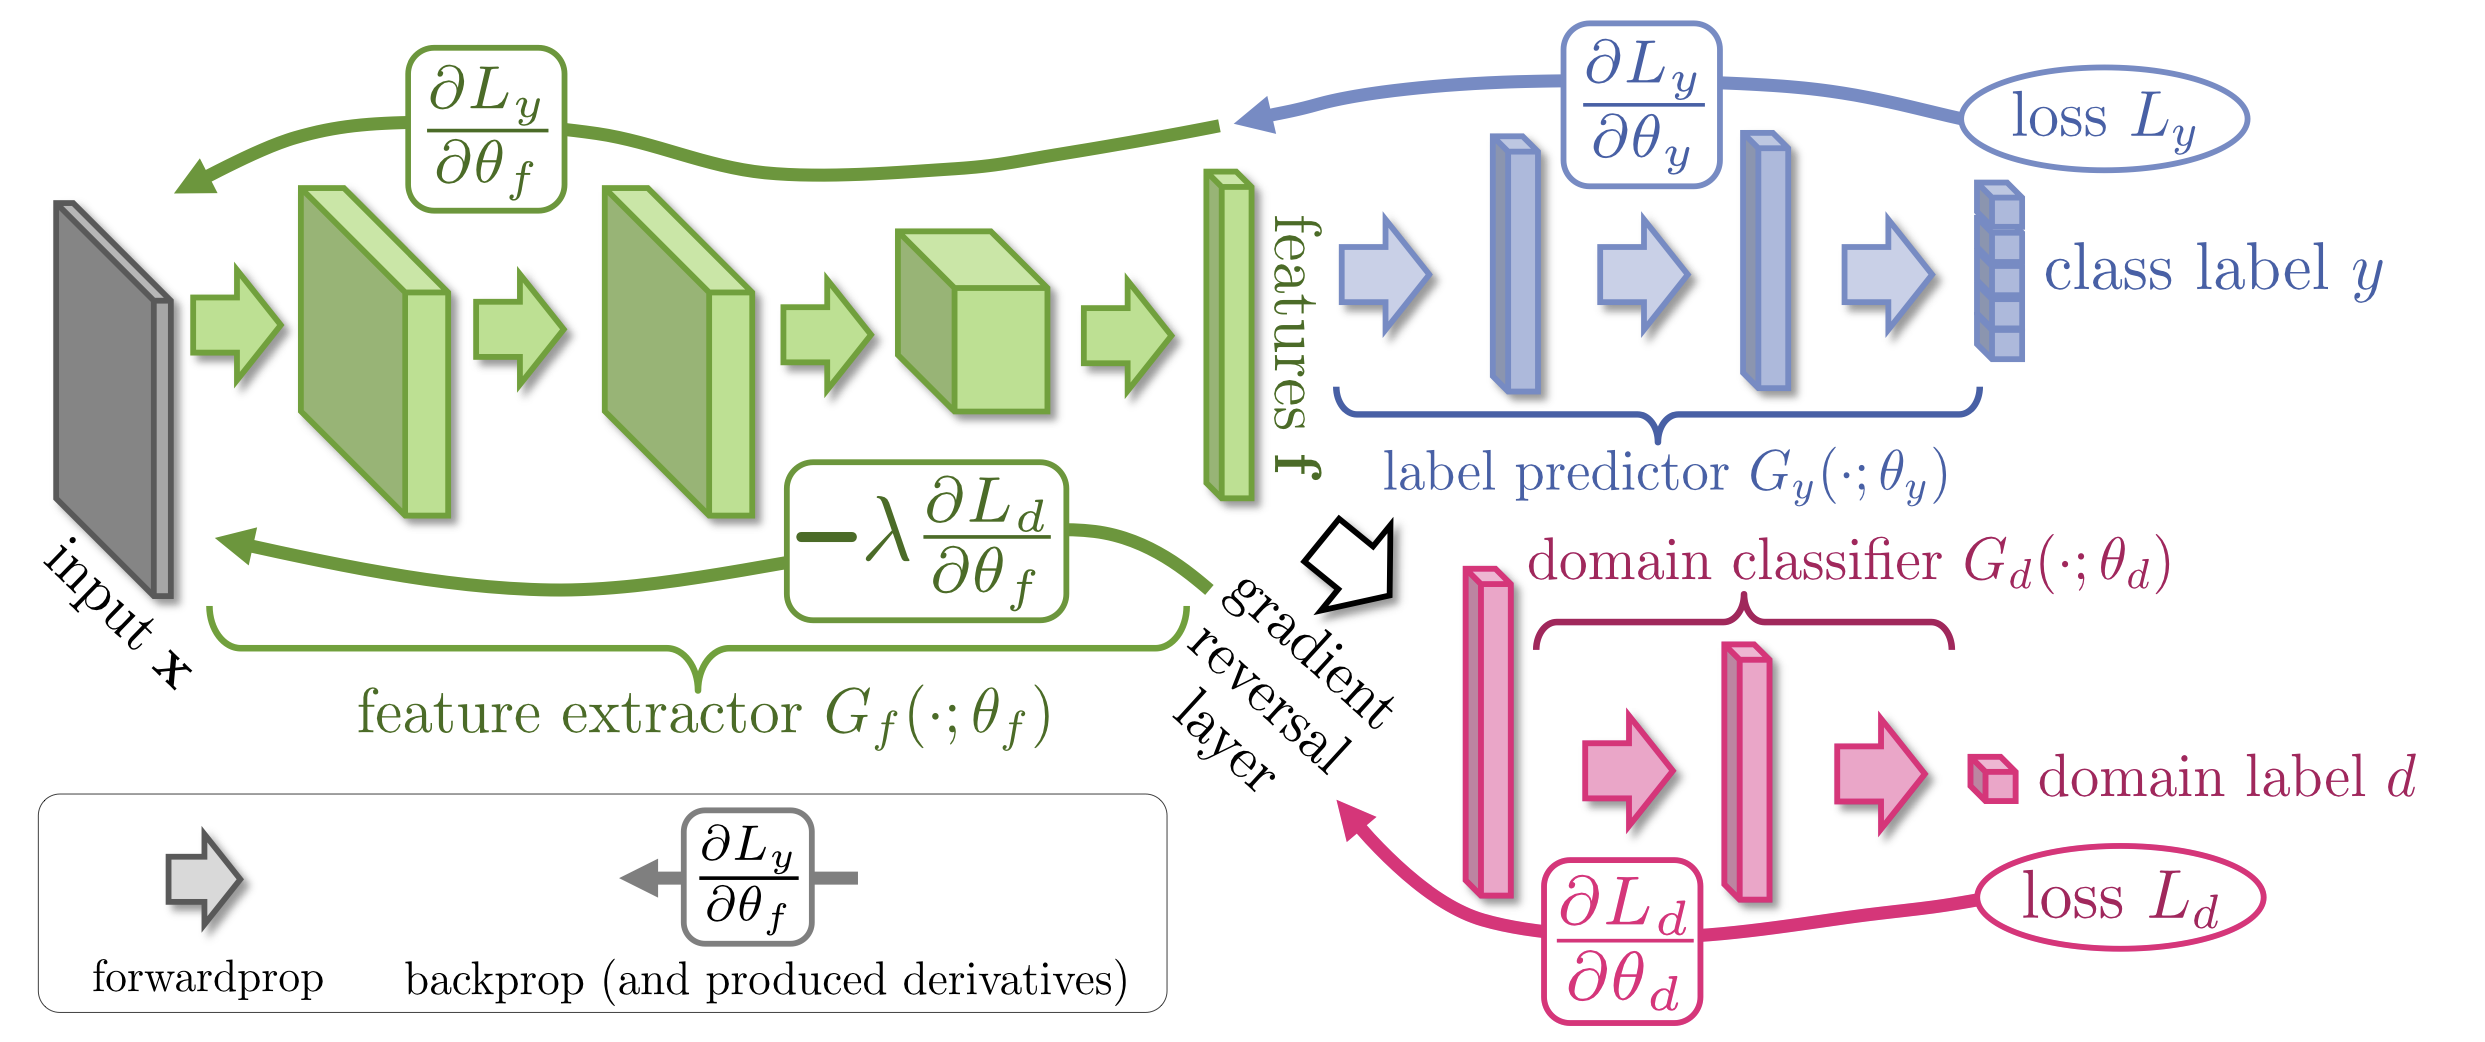 ∂L_y
∂θ_f
∂L_y
∂θ_y
loss L_y
input x
features f
class label y
label predictor G_y(·; θ_y)
−λ ∂L_d
∂θ_f
feature extractor G_f(·; θ_f)
gradient
reversal
layer
domain classifier G_d(·; θ_d)
domain label d
loss L_d
∂L_d
∂θ_d
forwardprop
∂L_y
∂θ_f
backprop (and produced derivatives)